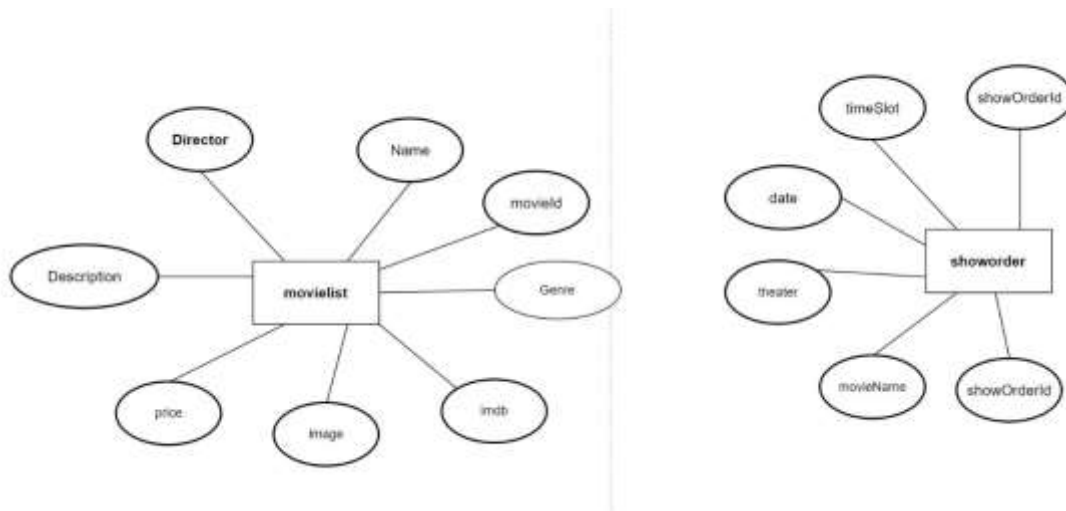 Director
Name
movieId
Description
movielist
Genre
price
Image
imdb
timeSlot
showOrderId
date
showorder
theater
movieName
showOrderId